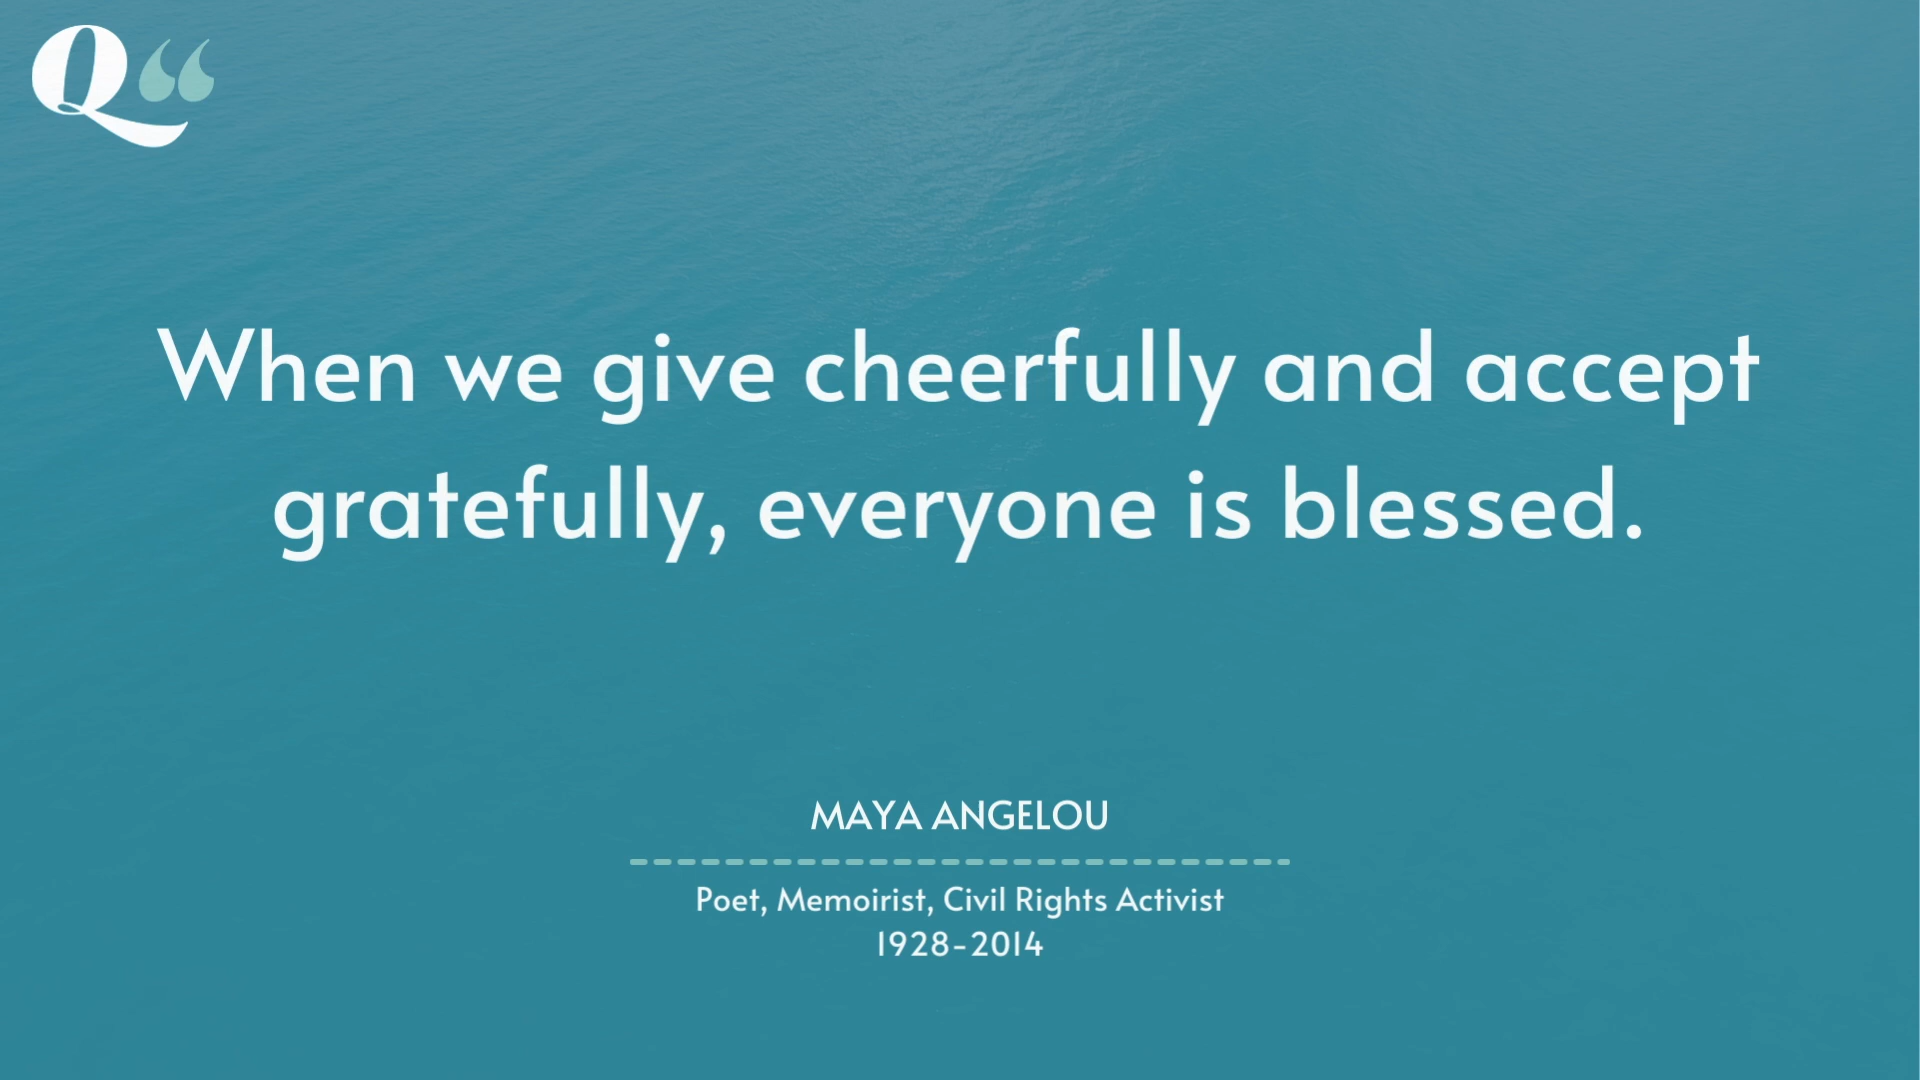 Q“
When we give cheerfully and accept
gratefully, everyone is blessed.
MAYA ANGELOU
Poet, Memoirist, Civil Rights Activist
1928-2014